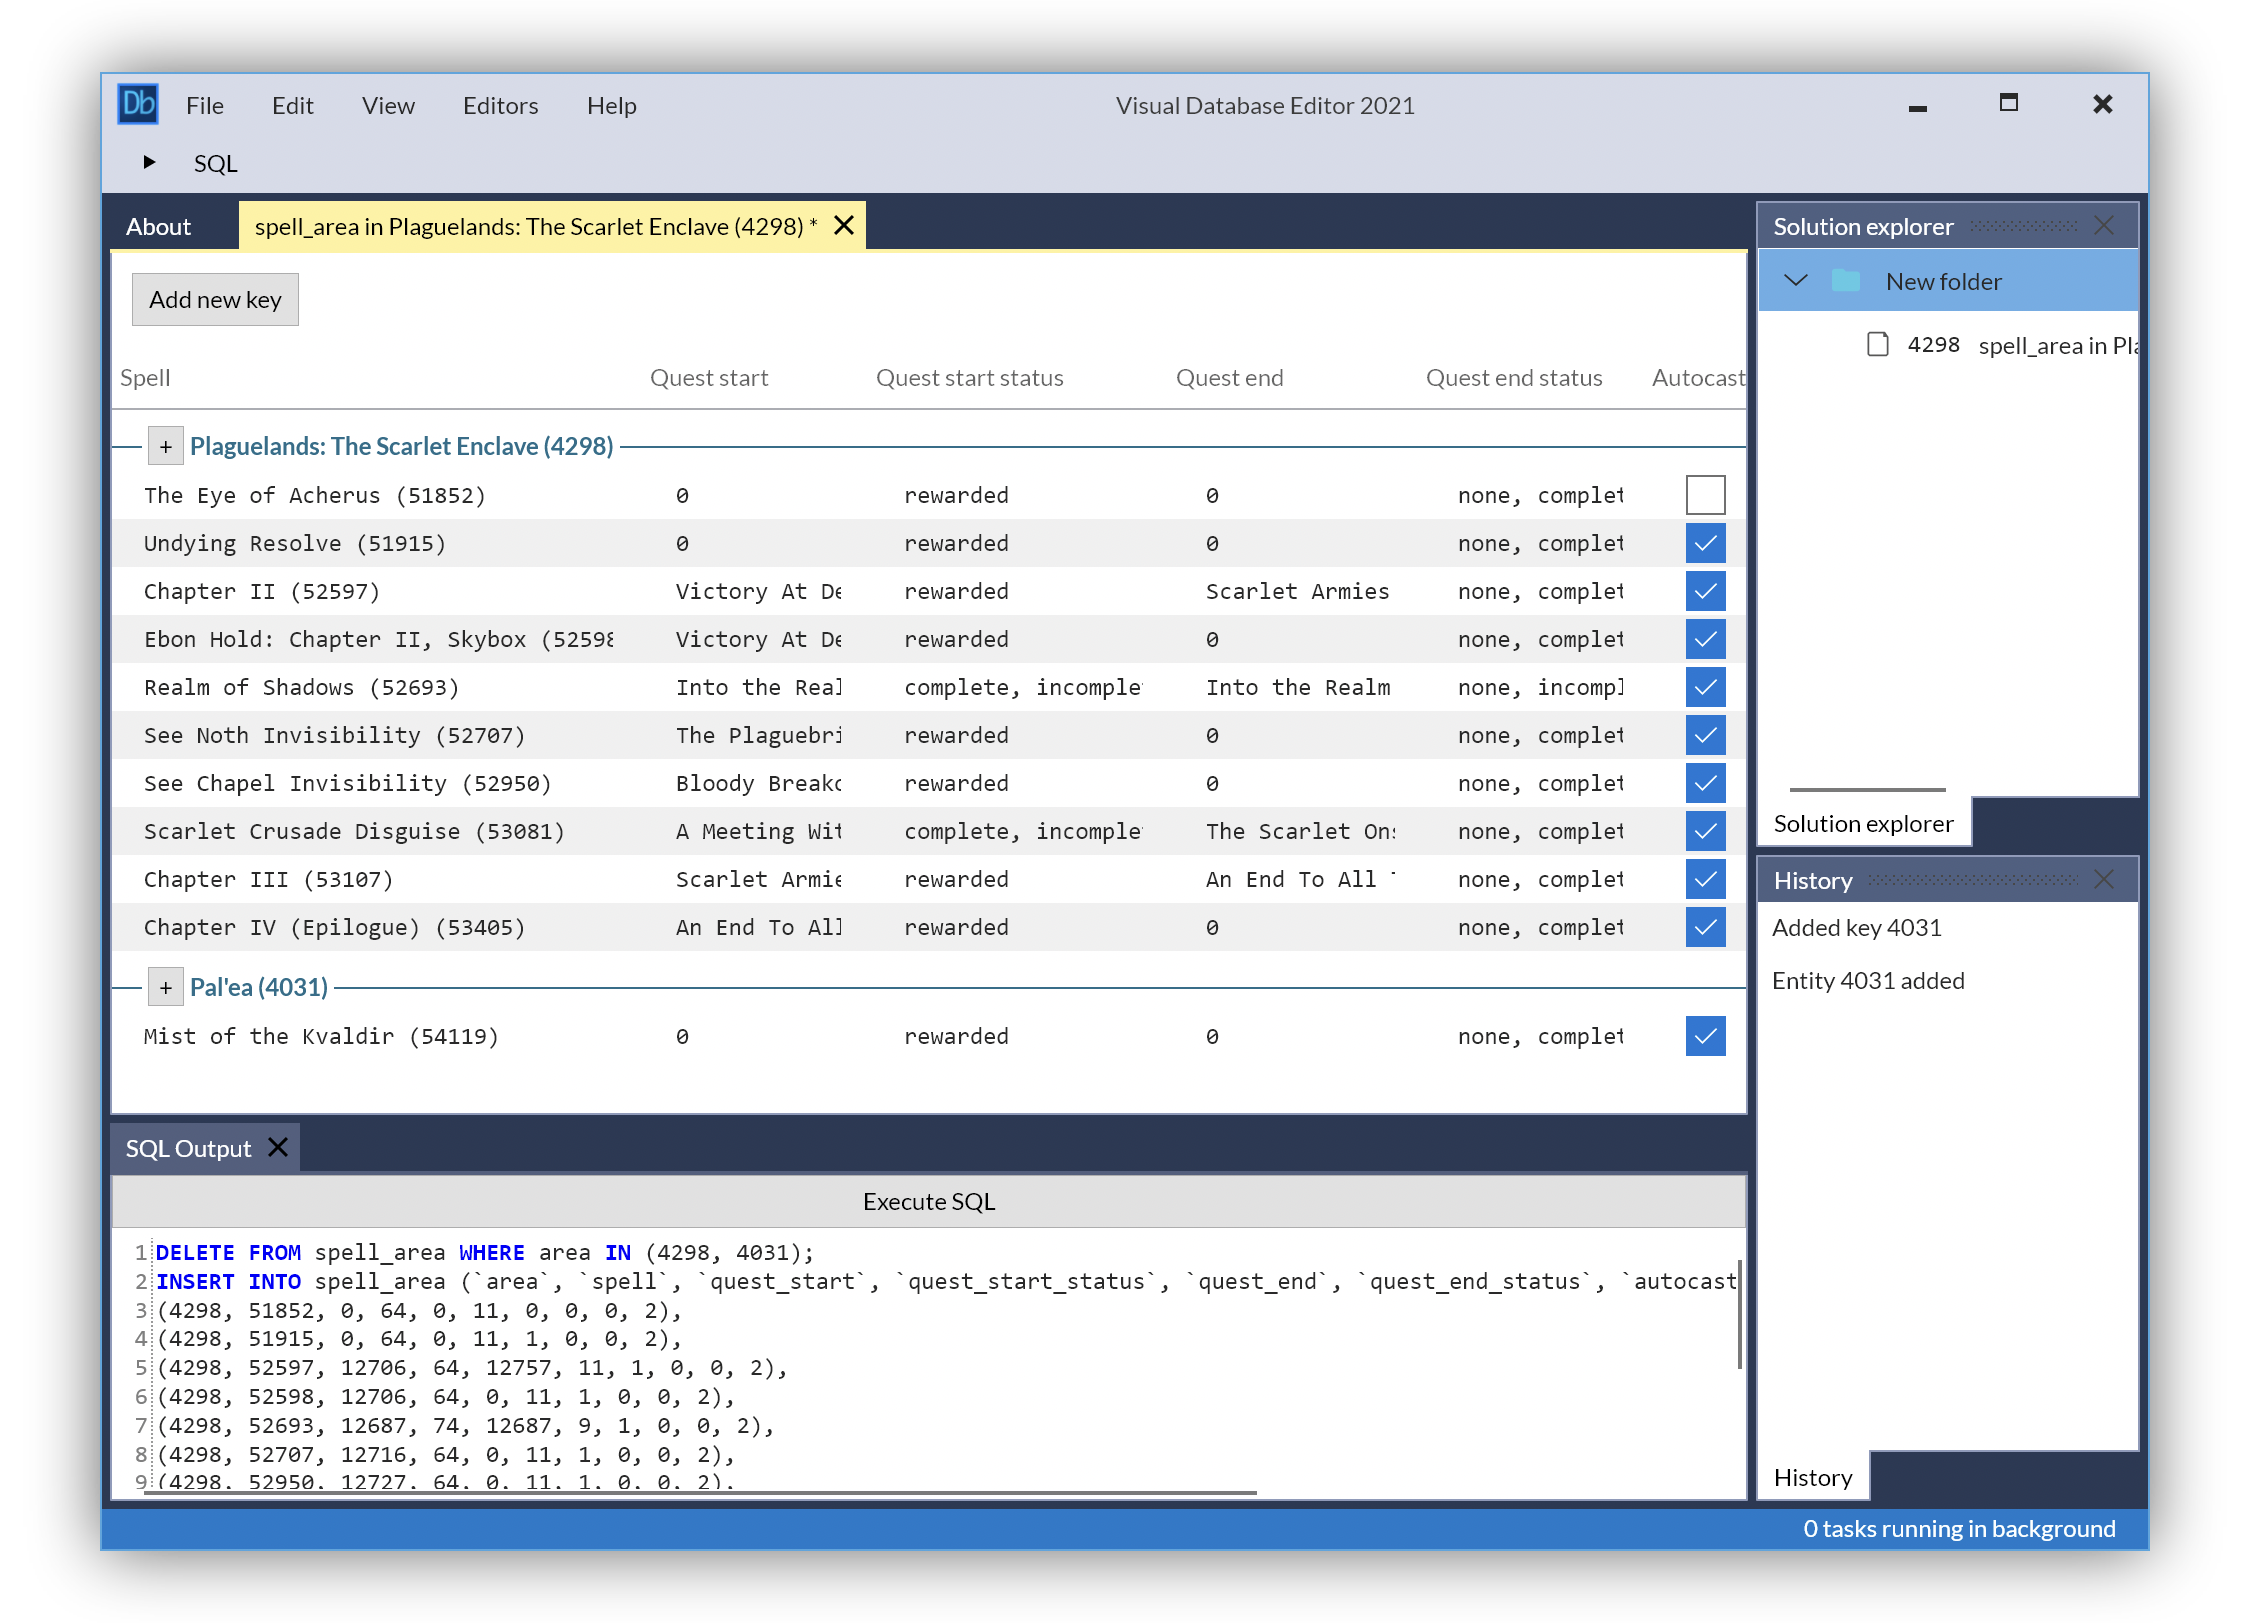 Db File Edit View Editors Help Visual Database Editor 2021
SQL
About spell_area in Plaguelands: The Scarlet Enclave (4298) *
Add new key
Spell Quest start Quest start status Quest end Quest end status Autocast
+ Plaguelands: The Scarlet Enclave (4298)
The Eye of Acherus (51852) 0 rewarded 0 none, complet
Undying Resolve (51915) 0 rewarded 0 none, complet
Chapter II (52597) Victory At De rewarded Scarlet Armies none, complet
Ebon Hold: Chapter II, Skybox (52598 Victory At De rewarded 0 none, complet
Realm of Shadows (52693) Into the Real complete, incomple Into the Realm none, incompl
See Noth Invisibility (52707) The Plaguebri rewarded 0 none, complet
See Chapel Invisibility (52950) Bloody Breako rewarded 0 none, complet
Scarlet Crusade Disguise (53081) A Meeting Wit complete, incomple The Scarlet Ons none, complet
Chapter III (53107) Scarlet Armie rewarded An End To All none, complet
Chapter IV (Epilogue) (53405) An End To All rewarded 0 none, complet
+ Pal'ea (4031)
Mist of the Kvaldir (54119) 0 rewarded 0 none, complet
SQL Output
Execute SQL
1 DELETE FROM spell_area WHERE area IN (4298, 4031);
2 INSERT INTO spell_area (`area`, `spell`, `quest_start`, `quest_start_status`, `quest_end`, `quest_end_status`, `autocast
3 (4298, 51852, 0, 64, 0, 11, 0, 0, 0, 2),
4 (4298, 51915, 0, 64, 0, 11, 1, 0, 0, 2),
5 (4298, 52597, 12706, 64, 12757, 11, 1, 0, 0, 2),
6 (4298, 52598, 12706, 64, 0, 11, 1, 0, 0, 2),
7 (4298, 52693, 12687, 74, 12687, 9, 1, 0, 0, 2),
8 (4298, 52707, 12716, 64, 0, 11, 1, 0, 0, 2),
9 (4298, 52950, 12727, 64, 0, 11, 1, 0, 0, 2),
Solution explorer
New folder
4298 spell_area in Pla
Solution explorer
History
Added key 4031
Entity 4031 added
History
0 tasks running in background